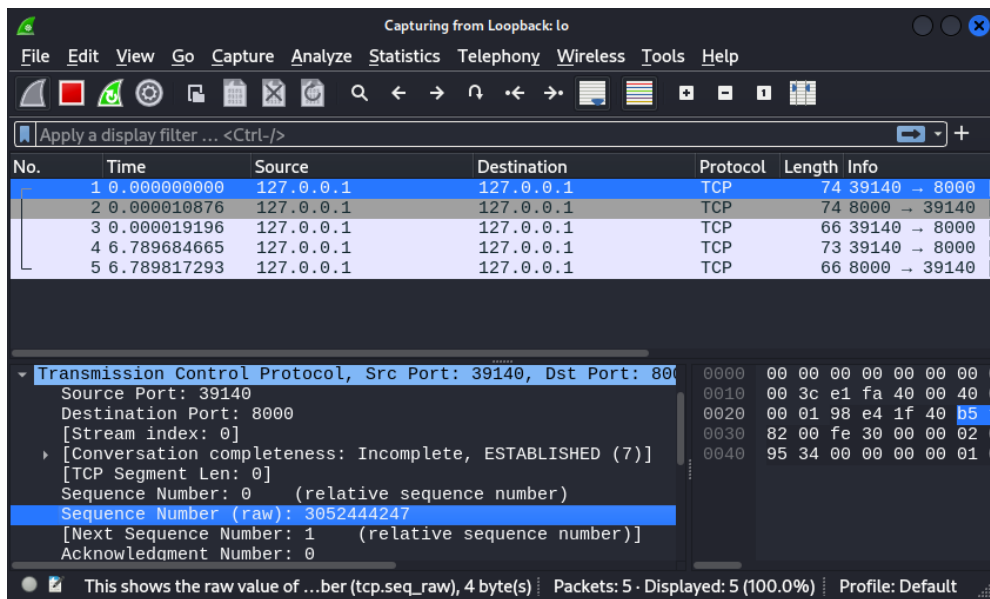 Capturing from Loopback: lo
File Edit View Go Capture Analyze Statistics Telephony Wireless Tools Help
Apply a display filter ... <Ctrl-/>
No. Time Source Destination Protocol Length Info
1 0.000000000 127.0.0.1 127.0.0.1 TCP 74 39140 → 8000
2 0.000010876 127.0.0.1 127.0.0.1 TCP 74 8000 → 39140
3 0.000019196 127.0.0.1 127.0.0.1 TCP 66 39140 → 8000
4 6.789684665 127.0.0.1 127.0.0.1 TCP 73 39140 → 8000
5 6.789817293 127.0.0.1 127.0.0.1 TCP 66 8000 → 39140
Transmission Control Protocol, Src Port: 39140, Dst Port: 800
Source Port: 39140
Destination Port: 8000
[Stream index: 0]
[Conversation completeness: Incomplete, ESTABLISHED (7)]
[TCP Segment Len: 0]
Sequence Number: 0 (relative sequence number)
Sequence Number (raw): 3052444247
[Next Sequence Number: 1 (relative sequence number)]
Acknowledgment Number: 0
0000 00 00 00 00 00 00 00
0010 00 3c e1 fa 40 00 40
0020 00 01 98 e4 1f 40 b5
0030 82 00 fe 30 00 00 02
0040 95 34 00 00 00 00 01
This shows the raw value of ...ber (tcp.seq_raw), 4 byte(s) Packets: 5 · Displayed: 5 (100.0%) Profile: Default